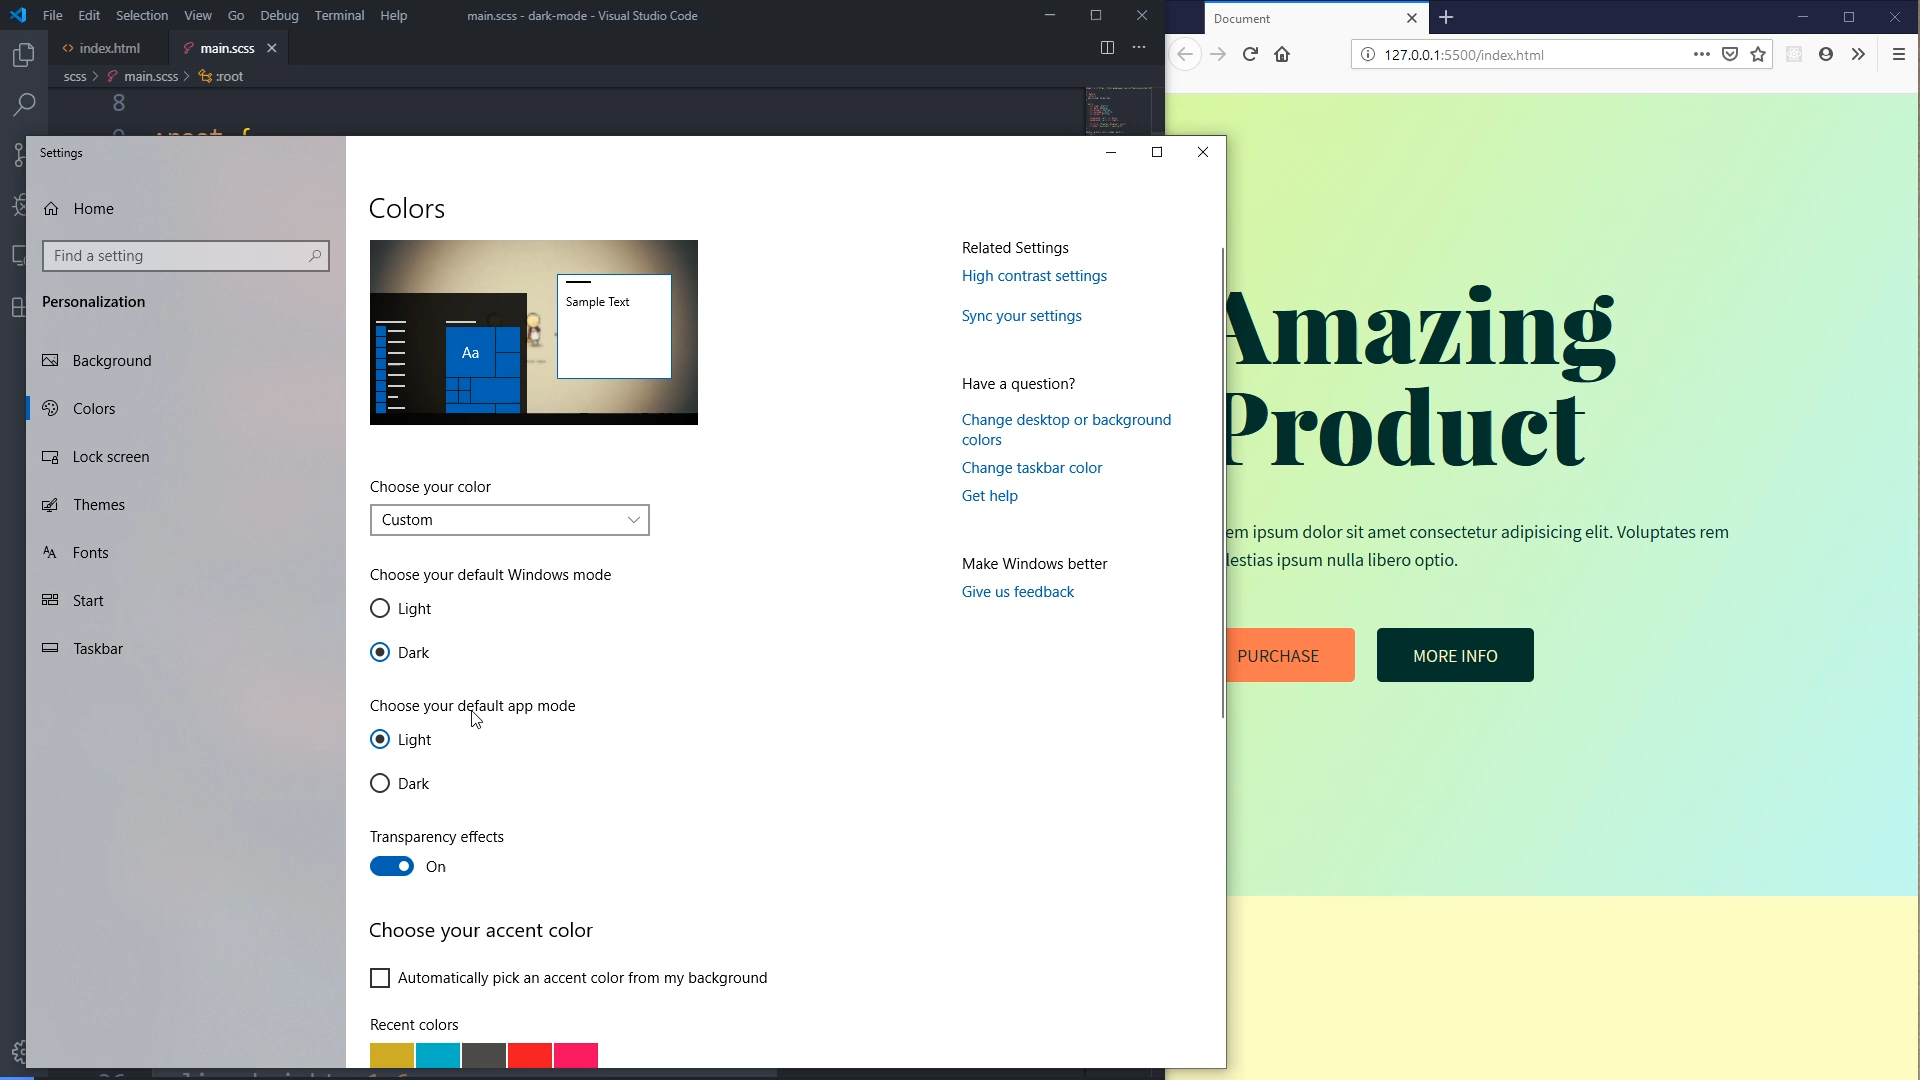 File Edit Selection View Go Debug Terminal Help
main.scss - dark-mode - Visual Studio Code
index.html main.scss
scss > main.scss > :root
8
Document
127.0.0.1:5500/index.html
Settings
Home
Find a setting
Personalization
Background
Colors
Lock screen
Themes
Fonts
Start
Taskbar
Colors
Sample Text
Aa
Choose your color
Custom
Choose your default Windows mode
Light
Dark
Choose your default app mode
Light
Dark
Transparency effects
On
Choose your accent color
Automatically pick an accent color from my background
Recent colors
Related Settings
High contrast settings
Sync your settings
Have a question?
Change desktop or background
colors
Change taskbar color
Get help
Make Windows better
Give us feedback
Amazing
Product
em ipsum dolor sit amet consectetur adipisicing elit. Voluptates rem
lestias ipsum nulla libero optio.
PURCHASE
MORE INFO